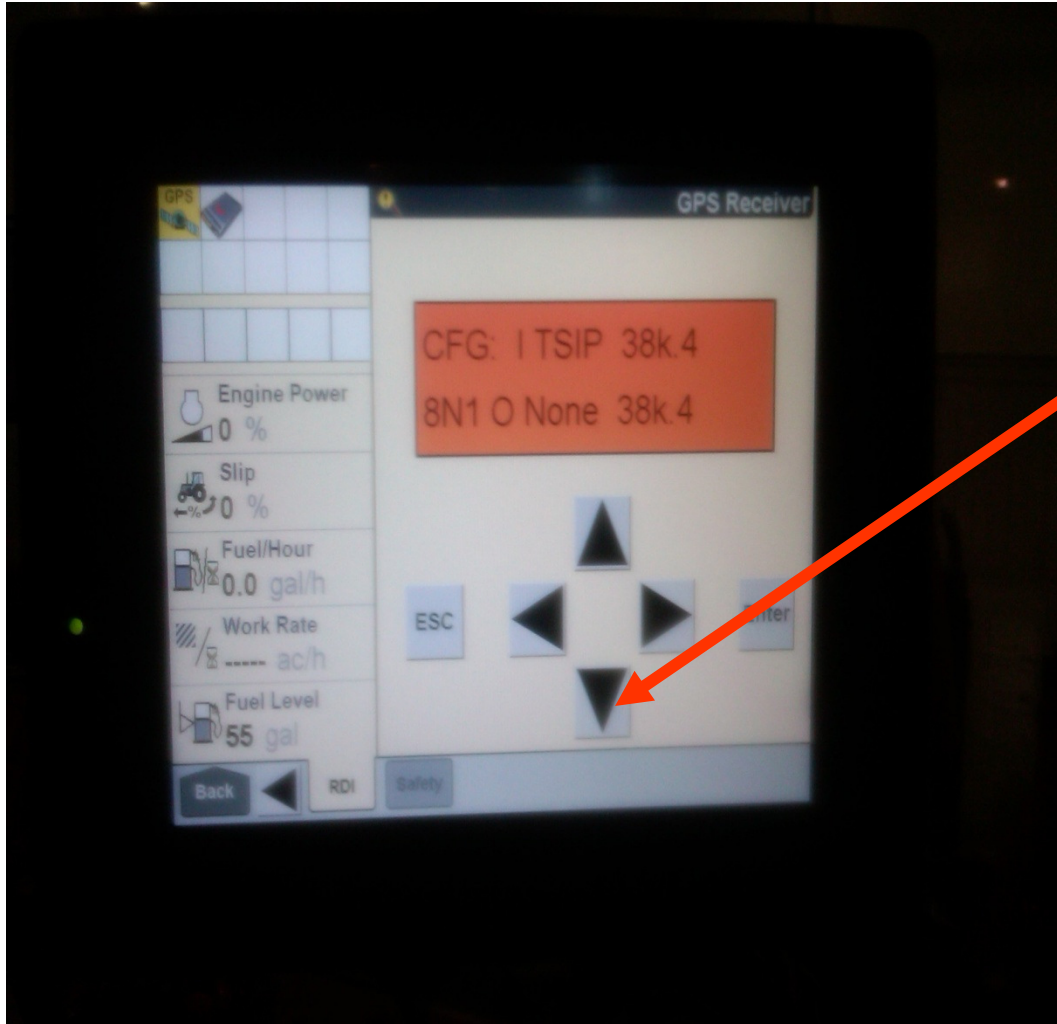 GPS
GPS Receiver
CFG: I TSIP 38k.4
8N1 O None 38k.4
Engine Power
0 %
Slip
0 %
Fuel/Hour
0.0 gal/h
Work Rate
----- ac/h
Fuel Level
55 gal
ESC
Enter
Back
RDI
Safety